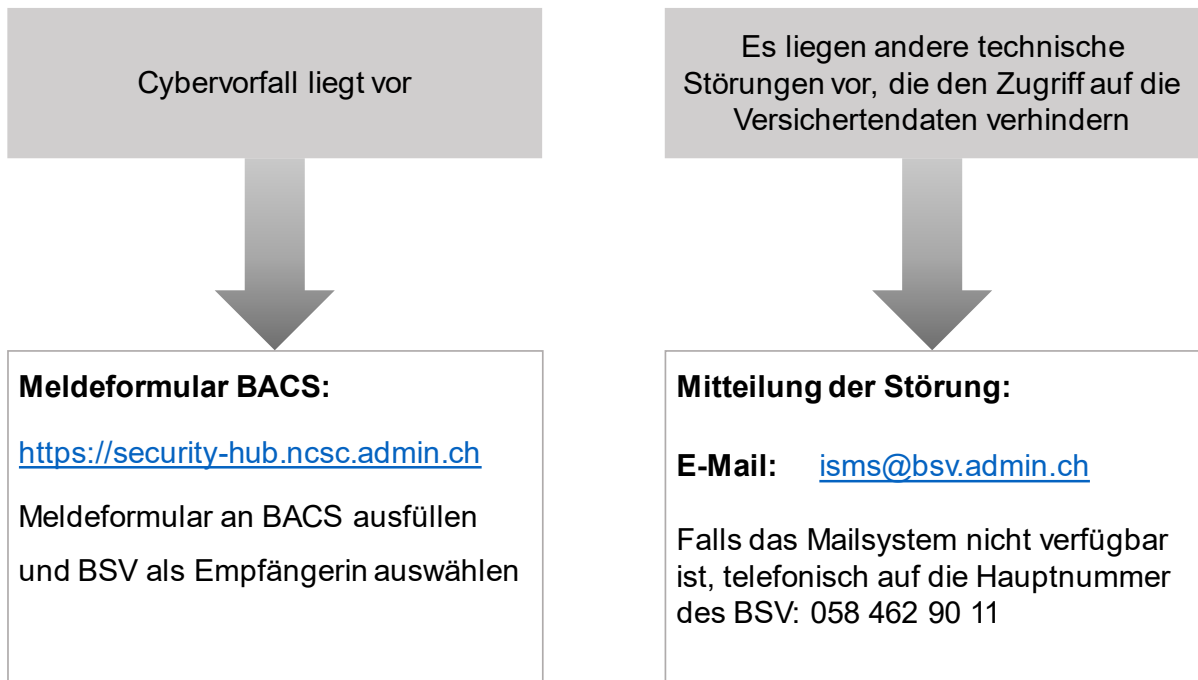 Cybervorfall liegt vor
Es liegen andere technische
Störungen vor, die den Zugriff auf die
Versichertendaten verhindern
Meldeformular BACS:
https://security-hub.ncsc.admin.ch
Meldeformular an BACS ausfüllen
und BSV als Empfängerin auswählen
Mitteilung der Störung:
E-Mail: isms@bsv.admin.ch
Falls das Mailsystem nicht verfügbar
ist, telefonisch auf die Hauptnummer
des BSV: 058 462 90 11